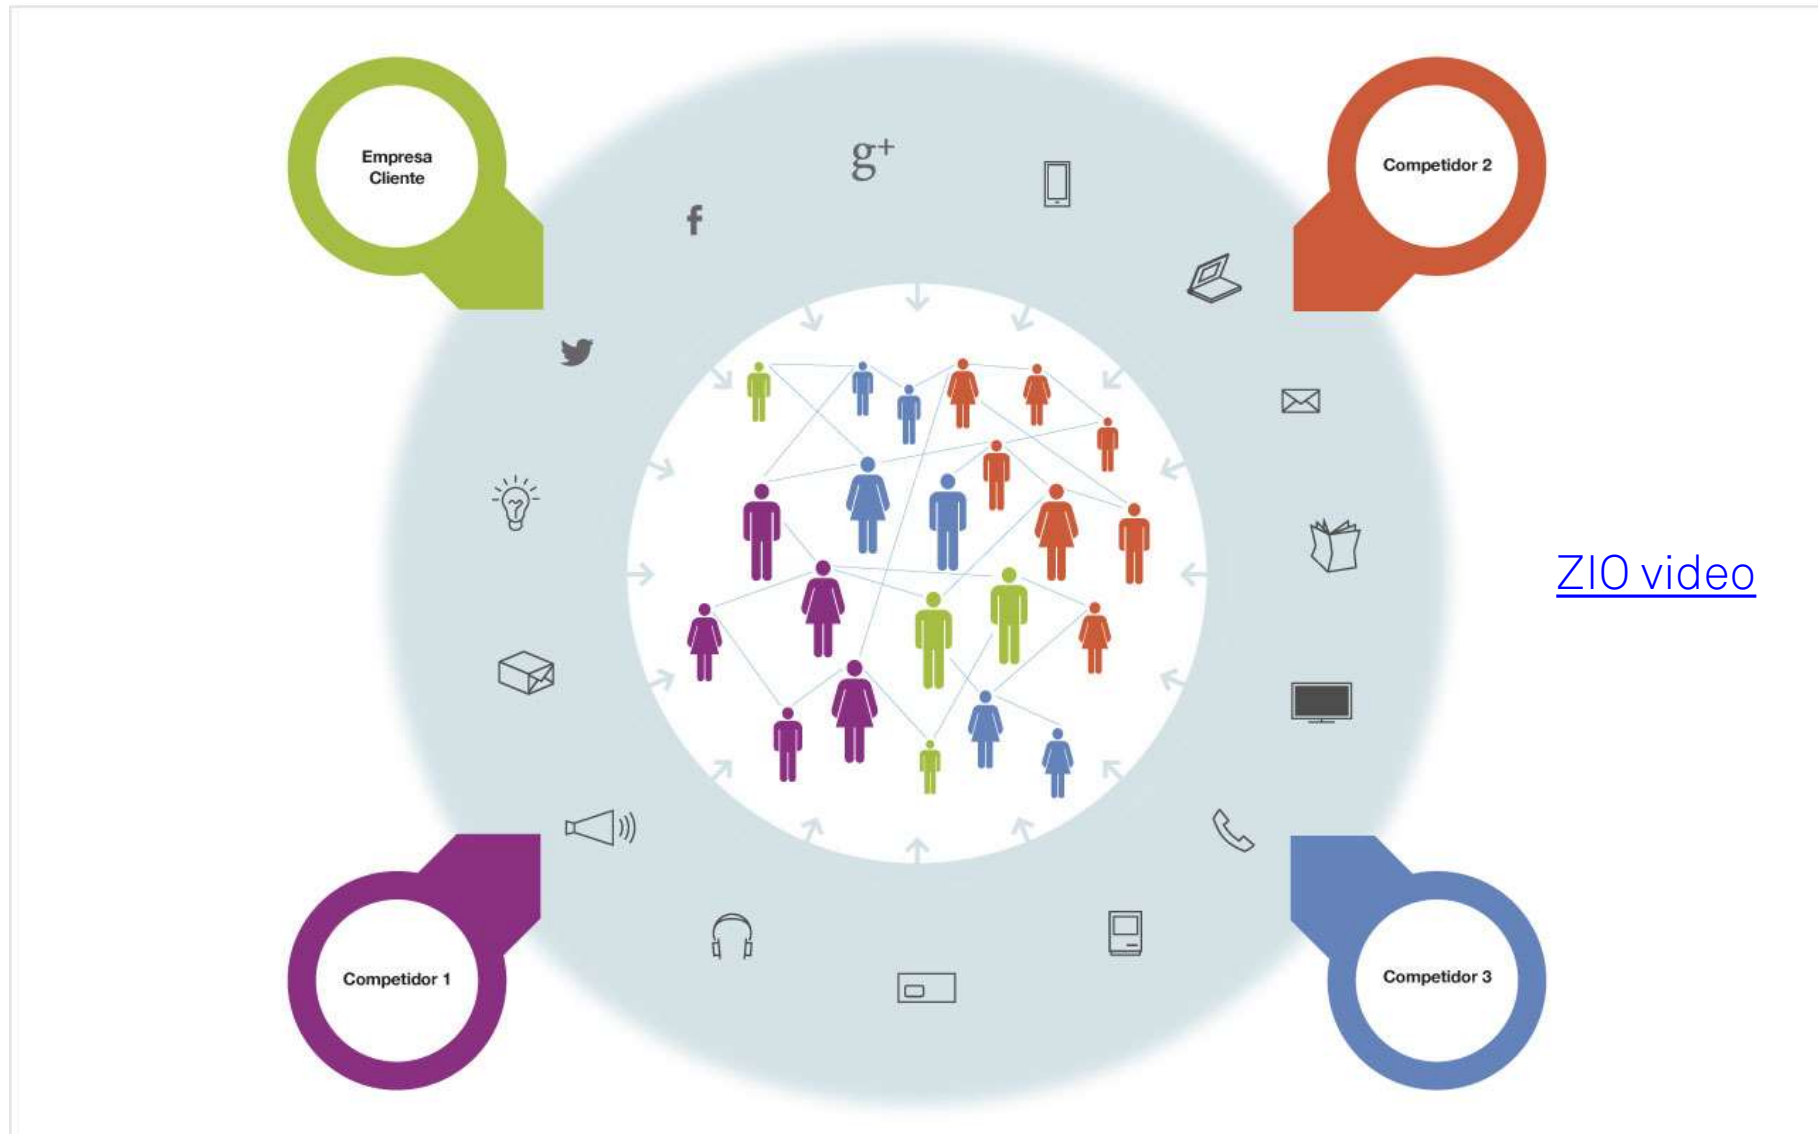 Empresa
Cliente
g+
f
Competidor 2
ZIO video
Competidor 1
Competidor 3